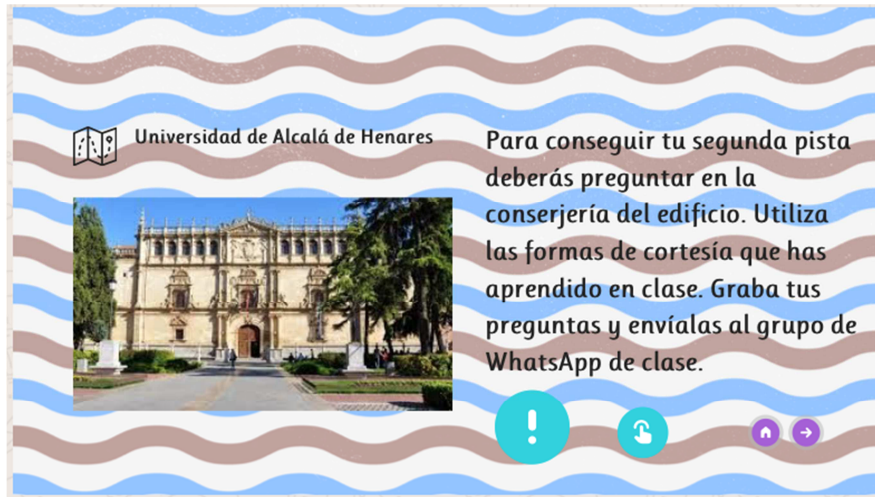 Universidad de Alcalá de Henares
Para conseguir tu segunda pista
deberás preguntar en la
conserjería del edificio. Utiliza
las formas de cortesía que has
aprendido en clase. Graba tus
preguntas y envíalas al grupo de
WhatsApp de clase.
!